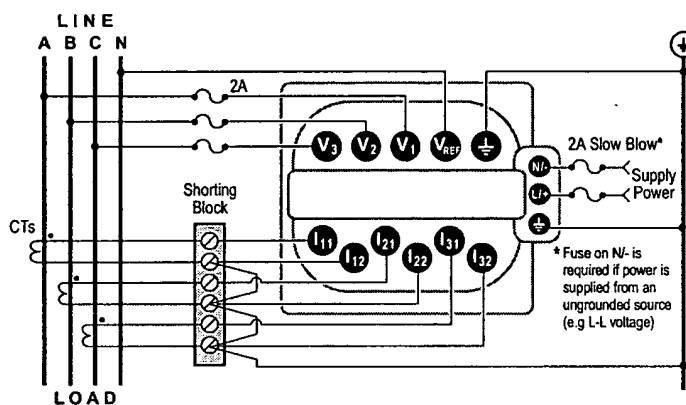 LINE
A B C N
2A
V3 V2 V1 VREF
2A Slow Blow*
N/-
L/+
Supply
Power
Shorting
Block
CTs
I11 I12 I21 I22 I31 I32
* Fuse on N/- is
required if power is
supplied from an
ungrounded source
(e.g L-L voltage)
LOAD